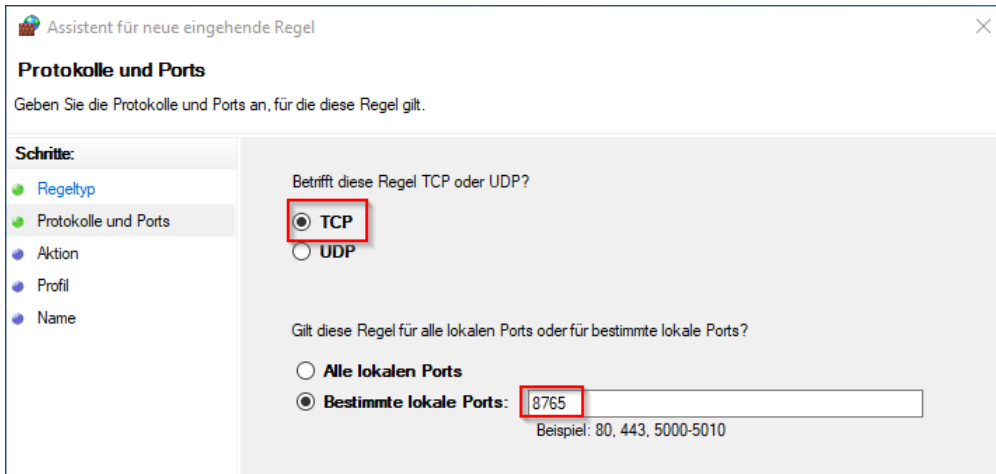 Assistent für neue eingehende Regel
Protokolle und Ports
Geben Sie die Protokolle und Ports an, für die diese Regel gilt.
Schritte:
Regeltyp
Protokolle und Ports
Aktion
Profil
Name
Betrifft diese Regel TCP oder UDP?
TCP
UDP
Gilt diese Regel für alle lokalen Ports oder für bestimmte lokale Ports?
Alle lokalen Ports
Bestimmte lokale Ports: 8765
Beispiel: 80, 443, 5000-5010